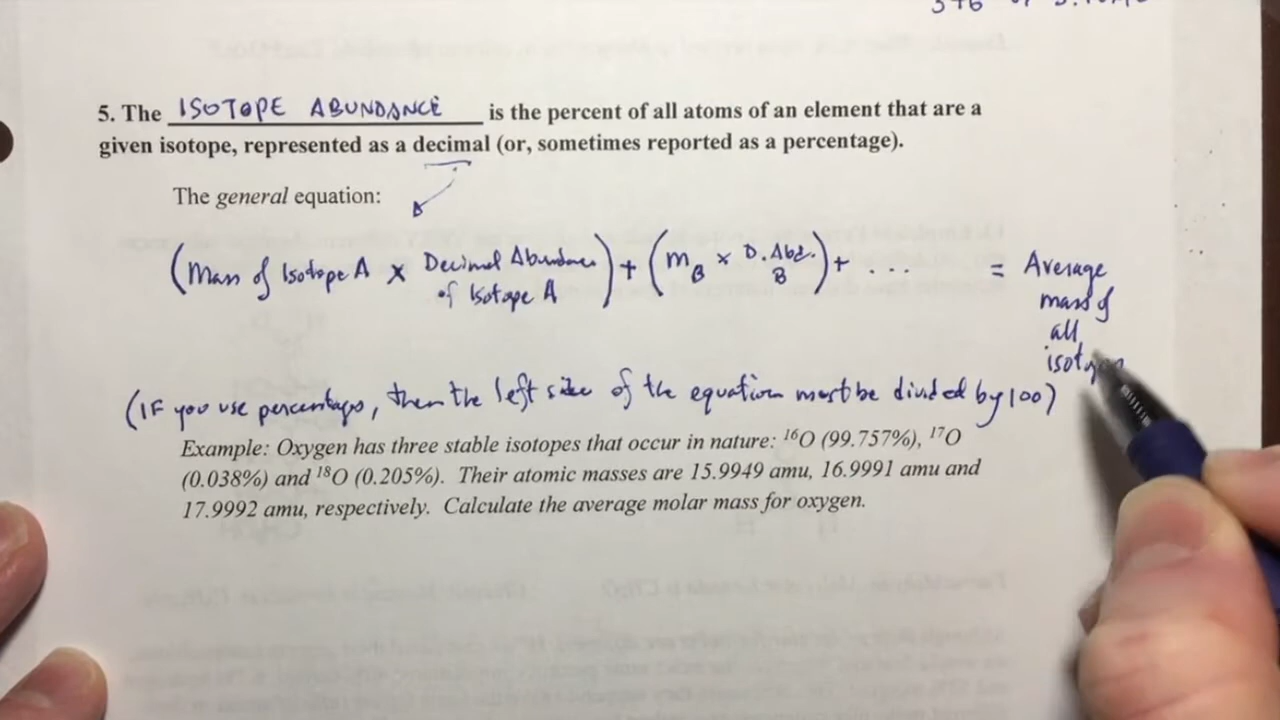 5. The ISOTOPE ABUNDANCE is the percent of all atoms of an element that are a
given isotope, represented as a decimal (or, sometimes reported as a percentage).
The general equation:
(Mass of Isotope A × Decimal Abundance of Isotope A) + (m_B × D. Abd. B) + ... = Average mass of all isotopes
(IF you use percentages, then the left side of the equation must be divided by 100)
Example: Oxygen has three stable isotopes that occur in nature: ¹⁶O (99.757%), ¹⁷O
(0.038%) and ¹⁸O (0.205%). Their atomic masses are 15.9949 amu, 16.9991 amu and
17.9992 amu, respectively. Calculate the average molar mass for oxygen.